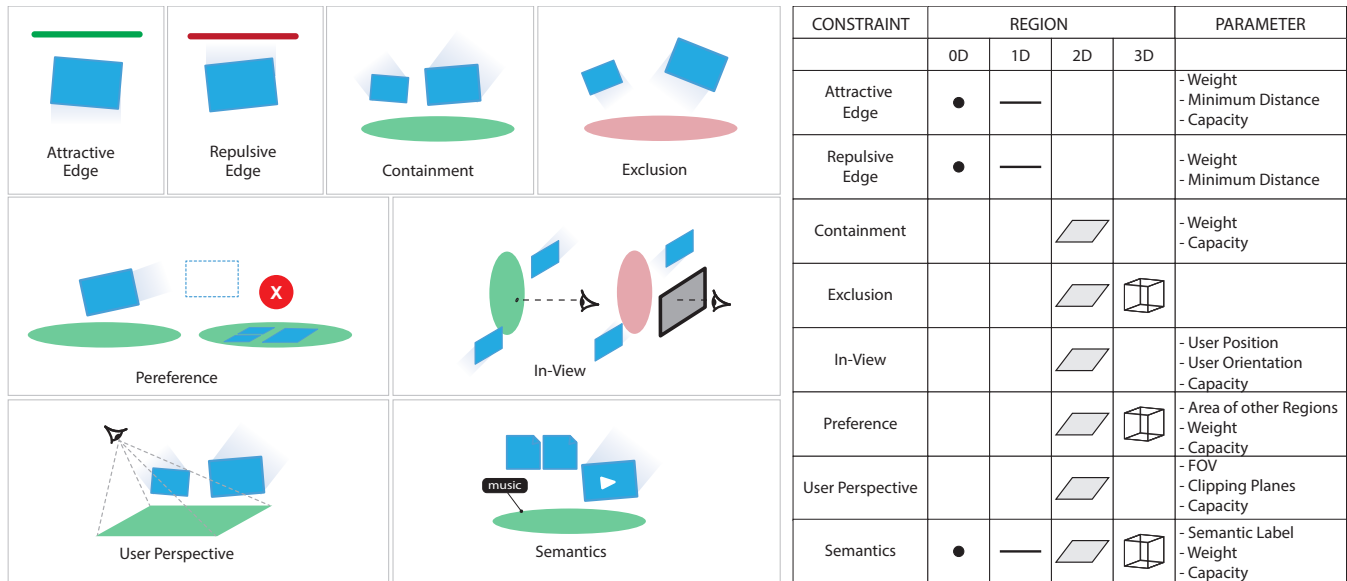 Attractive
Edge
Repulsive
Edge
Containment
Exclusion
X
Pereference
In-View
User Perspective
music
Semantics
CONSTRAINT REGION PARAMETER
0D 1D 2D 3D
Attractive
Edge
- Weight
- Minimum Distance
- Capacity
Repulsive
Edge
- Weight
- Minimum Distance
Containment
- Weight
- Capacity
Exclusion
In-View
- User Position
- User Orientation
- Capacity
Preference
- Area of other Regions
- Weight
- Capacity
User Perspective
- FOV
- Clipping Planes
- Capacity
Semantics
- Semantic Label
- Weight
- Capacity